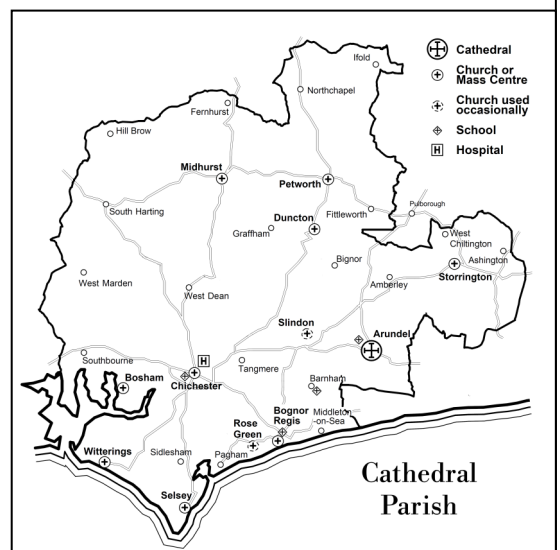 Cathedral
Church or
Mass Centre
Church used
occasionally
School
H
Hospital
Ifold
Northchapel
Fernhurst
Hill Brow
Midhurst
Petworth
South Harting
Fittleworth
Pulborough
Duncton
Graffham
West
Chiltington
Ashington
Bignor
Storrington
West Marden
West Dean
Amberley
Slindon
Arundel
Southbourne
H
Tangmere
Chichester
Bosham
Barnham
Rose
Green
Bognor
Regis
Middleton
-on-Sea
Witterings
Sidlesham
Pagham
Selsey
Cathedral
Parish